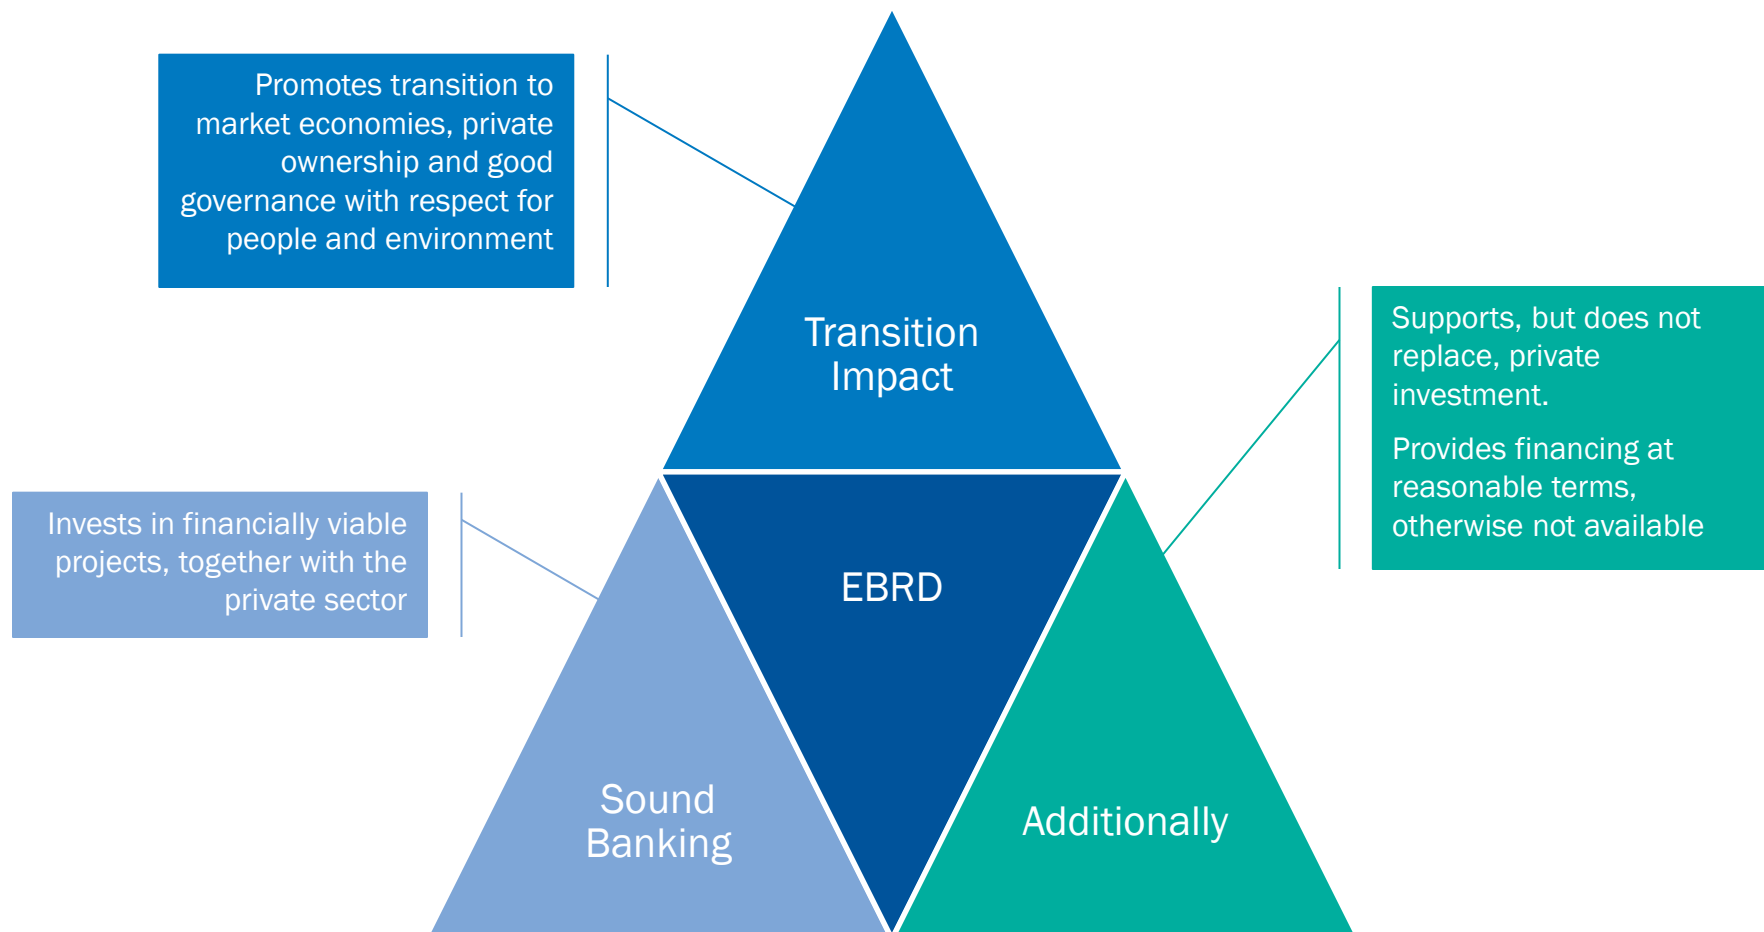 Promotes transition to
market economies, private
ownership and good
governance with respect for
people and environment
Transition
Impact
Supports, but does not
replace, private
investment.
Provides financing at
reasonable terms,
otherwise not available
Invests in financially viable
projects, together with the
private sector
EBRD
Sound
Banking
Additionally